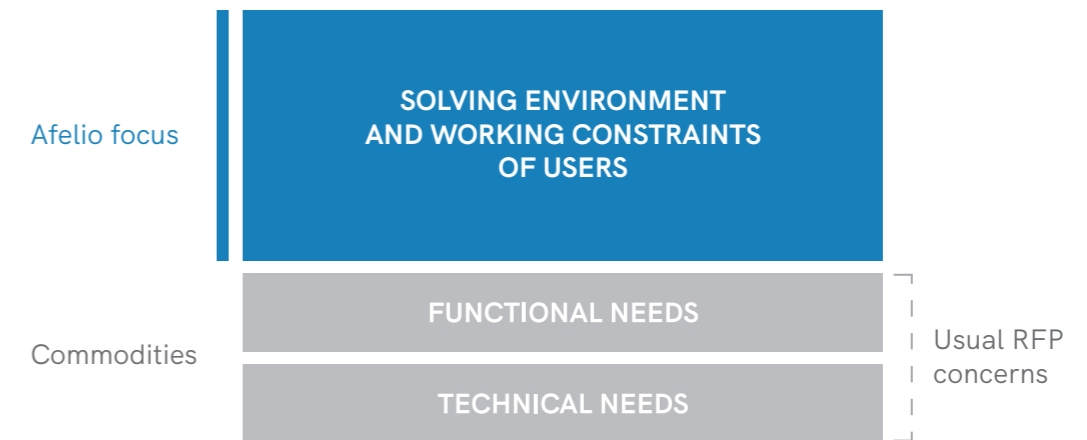 SOLVING ENVIRONMENT
AND WORKING CONSTRAINTS
OF USERS
Afelio focus
FUNCTIONAL NEEDS
Commodities
Usual RFP
concerns
TECHNICAL NEEDS